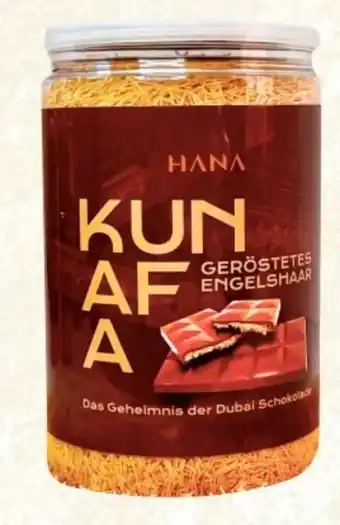 HANA
KUN
AF
A
GERÖSTETES
ENGELSHAAR
Das Geheimnis der Dubai Schokolade